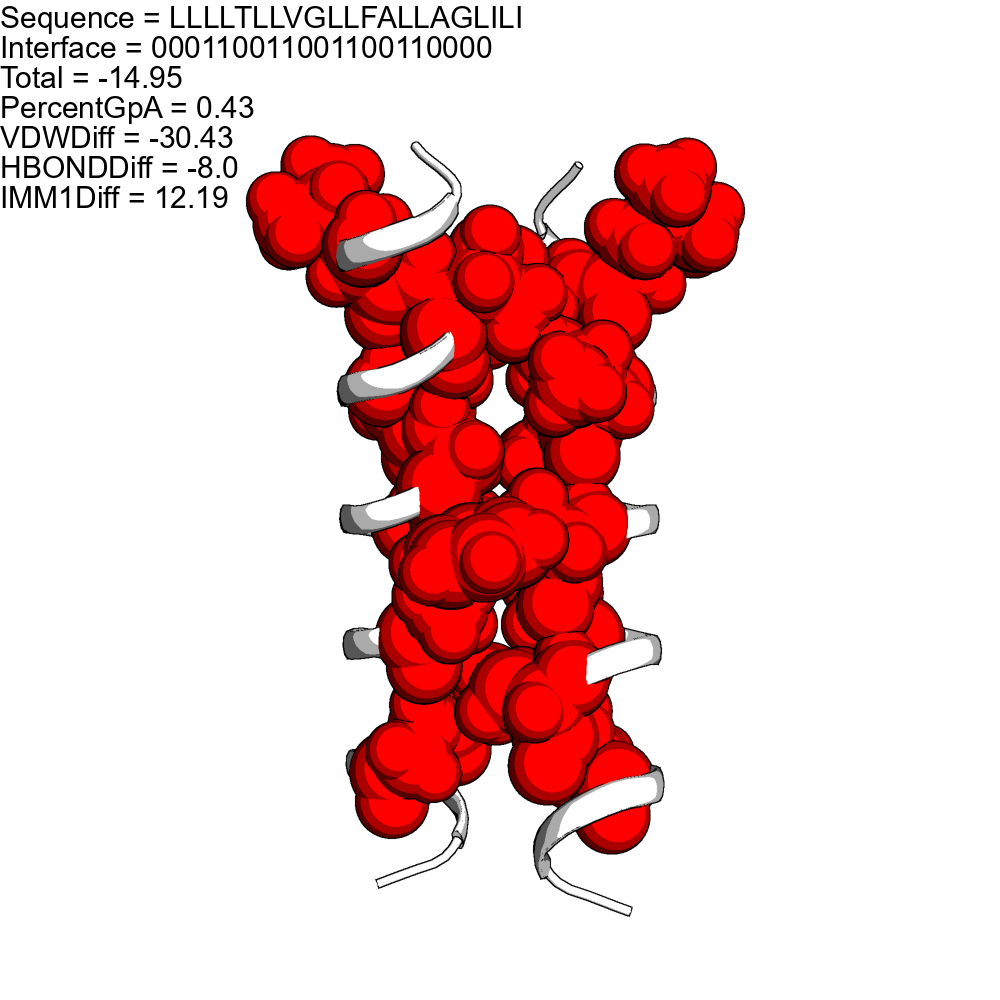 Sequence = LLLLTLLVGLLFALLAGLILI
Interface = 000110011001100110000
Total = -14.95
PercentGpA = 0.43
VDWDiff = -30.43
HBONDDiff = -8.0
IMM1Diff = 12.19